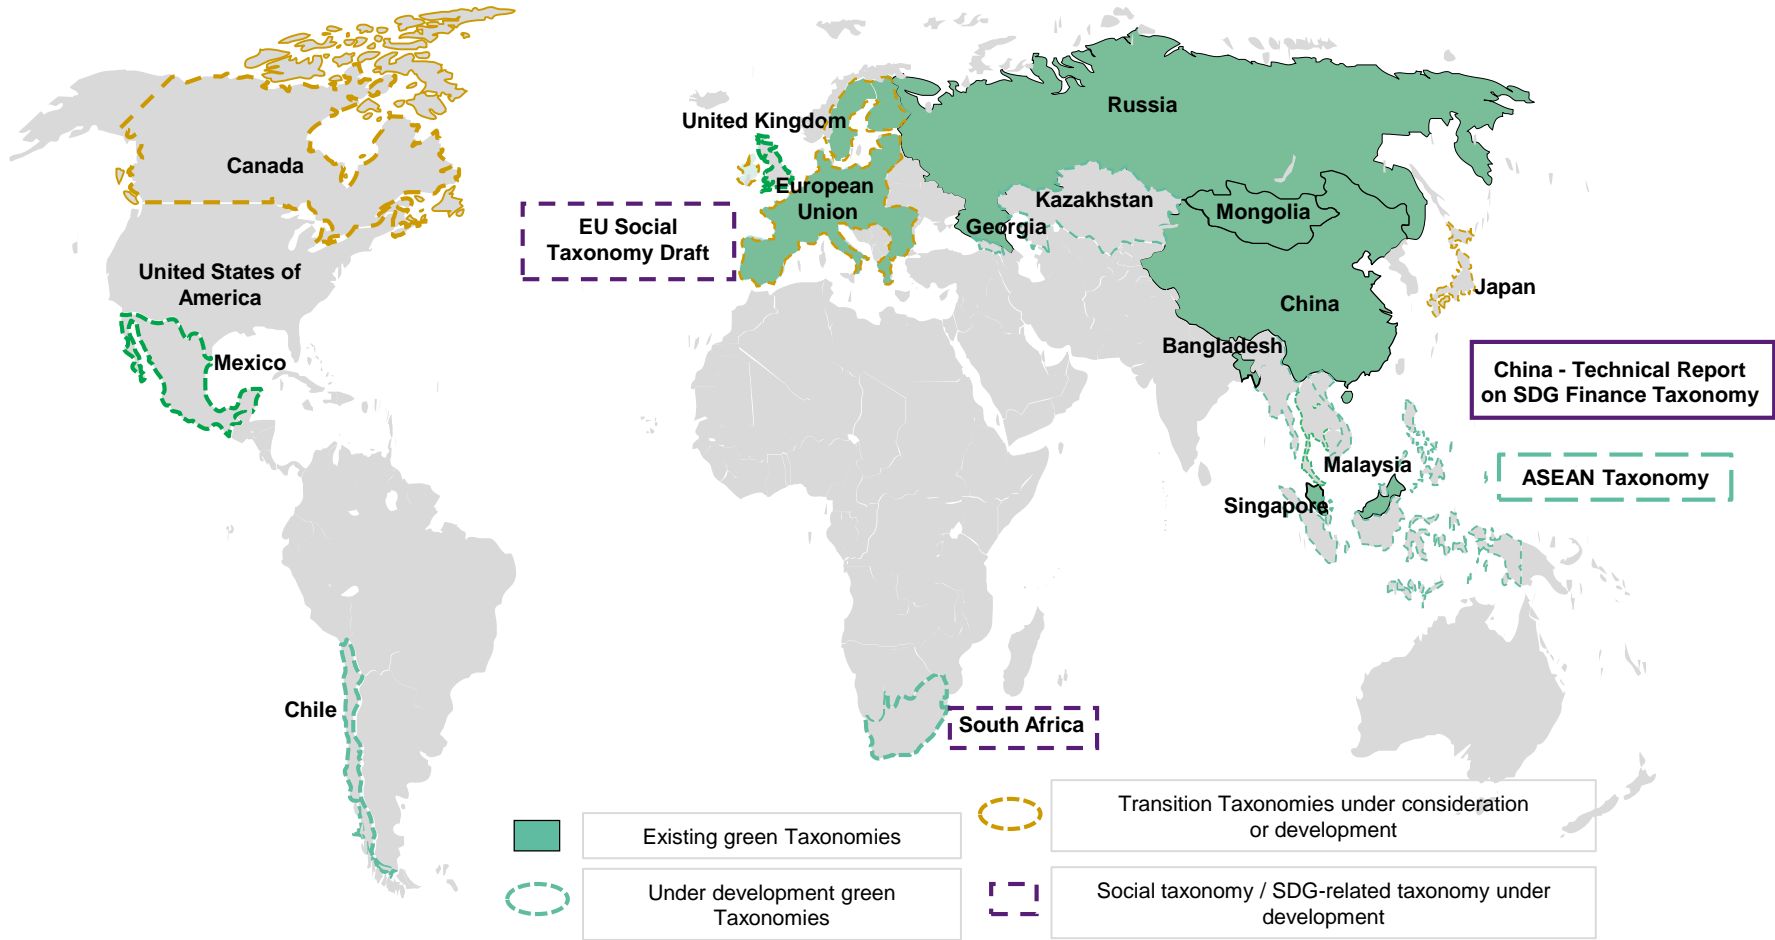 Russia
United Kingdom
Canada
European
Union
Kazakhstan
Mongolia
Georgia
EU Social
Taxonomy Draft
United States of
America
Japan
China
Bangladesh
Mexico
China - Technical Report
on SDG Finance Taxonomy
Malaysia
ASEAN Taxonomy
Singapore
Chile
South Africa
Existing green Taxonomies
Transition Taxonomies under consideration
or development
Under development green
Taxonomies
Social taxonomy / SDG-related taxonomy under
development